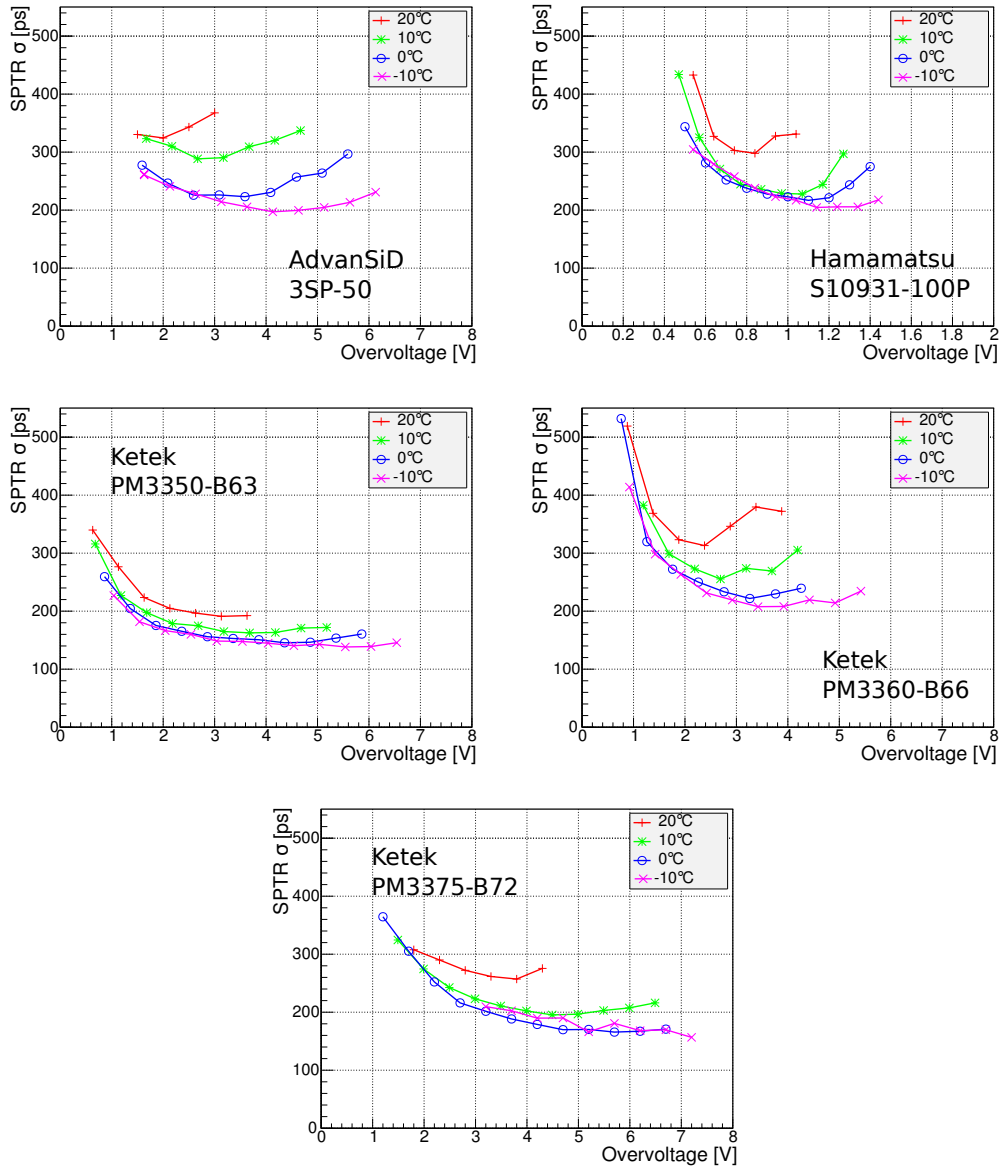 SPTR σ [ps]
500
400
300
200
100
0
20°C
10°C
0°C
-10°C
AdvanSiD
3SP-50
0 1 2 3 4 5 6 7 8
Overvoltage [V]
SPTR σ [ps]
500
400
300
200
100
0
20°C
10°C
0°C
-10°C
Hamamatsu
S10931-100P
0.2 0.4 0.6 0.8 1 1.2 1.4 1.6 1.8 2
Overvoltage [V]
SPTR σ [ps]
500
400
300
200
100
0
20°C
10°C
0°C
-10°C
Ketek
PM3350-B63
0 1 2 3 4 5 6 7 8
Overvoltage [V]
SPTR σ [ps]
500
400
300
200
100
0
20°C
10°C
0°C
-10°C
Ketek
PM3360-B66
0 1 2 3 4 5 6 7 8
Overvoltage [V]
SPTR σ [ps]
500
400
300
200
100
0
20°C
10°C
0°C
-10°C
Ketek
PM3375-B72
0 1 2 3 4 5 6 7 8
Overvoltage [V]